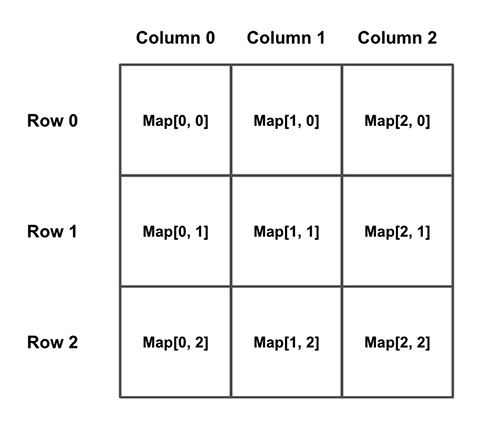 Column 0 Column 1 Column 2
Row 0 Map[0, 0] Map[1, 0] Map[2, 0]
Row 1 Map[0, 1] Map[1, 1] Map[2, 1]
Row 2 Map[0, 2] Map[1, 2] Map[2, 2]